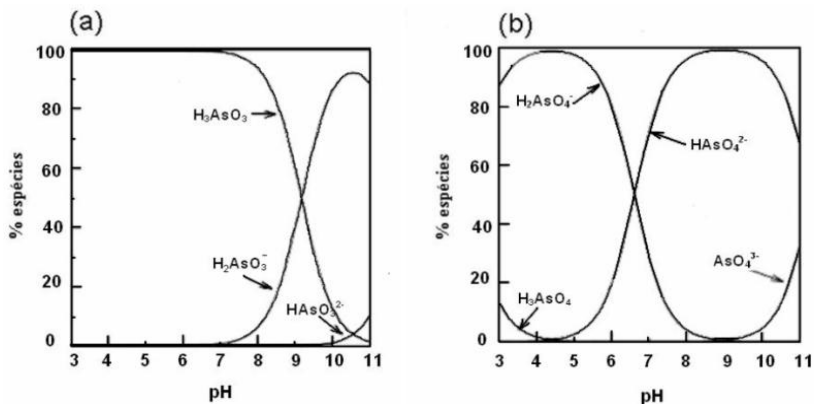 (a)
100
80
60
40
20
0
% espécies
H₃AsO₃
H₂AsO₃⁻
HAsO₃²⁻
3 4 5 6 7 8 9 10 11
pH
(b)
100
80
60
40
20
0
% espécies
H₂AsO₄⁻
HAsO₄²⁻
AsO₄³⁻
H₃AsO₄
3 4 5 6 7 8 9 10 11
pH